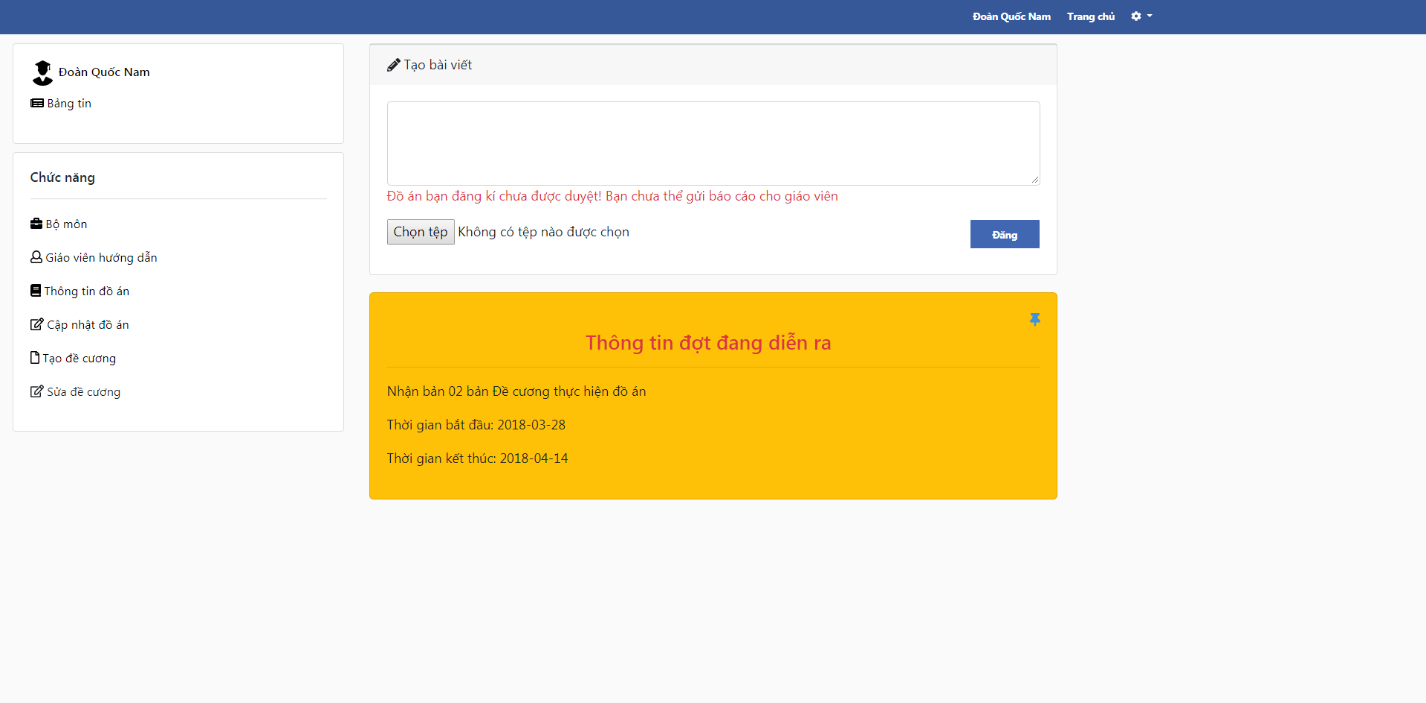 Đoàn Quốc Nam Trang chủ
Đoàn Quốc Nam
Bảng tin
Chức năng
Bộ môn
Giáo viên hướng dẫn
Thông tin đồ án
Cập nhật đồ án
Tạo đề cương
Sửa đề cương
Tạo bài viết
Đồ án bạn đăng kí chưa được duyệt! Bạn chưa thể gửi báo cáo cho giáo viên
Chọn tệp Không có tệp nào được chọn
Đăng
Thông tin đợt đang diễn ra
Nhận bản 02 bản Đề cương thực hiện đồ án
Thời gian bắt đầu: 2018-03-28
Thời gian kết thúc: 2018-04-14